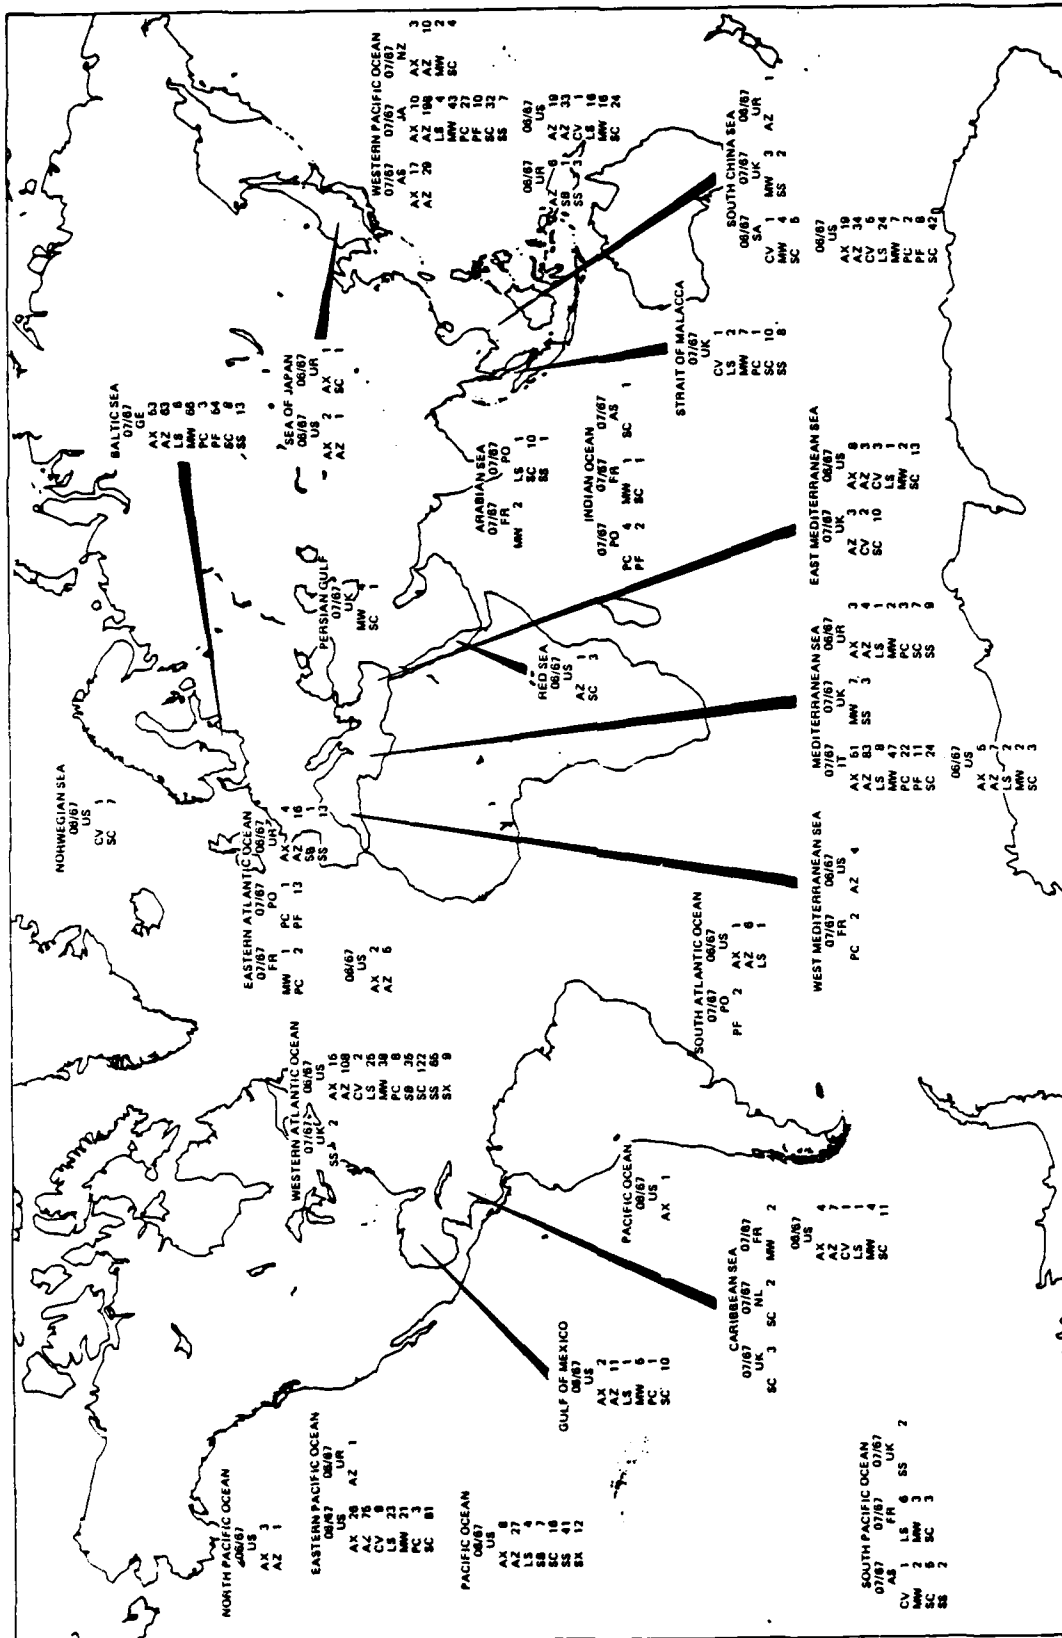 NORWEGIAN SEA
06/67
US
CV 1
SC 7
BALTIC SEA
07/67
GE
AX 53
AZ 63
LS 6
MW 66
PC 3
PF 54
SC 8
SS 13
WESTERN PACIFIC OCEAN
07/67 07/67 07/67
AS JA NZ
AX 17 AX 10 AX 3
AZ 29 AZ 198 AZ 10
LS 4 MW 2
MW 43 SC 4
PC 27
PF 10
SC 32
SS 7
06/67 06/67
UR US
AZ 6 AX 19
SB 1 AZ 33
SS 3 CV 1
LS 16
MW 16
SC 24
NORTH PACIFIC OCEAN
06/67
US
AX 3
AZ 1
EASTERN PACIFIC OCEAN
06/67 06/67
US UR
AX 26 AZ 1
AZ 75
CV 9
LS 23
MW 21
PC 3
SC 81
PACIFIC OCEAN
06/67
US
AX 8
AZ 27
LS 4
SB 7
SC 16
SS 41
SX 12
WESTERN ATLANTIC OCEAN
07/67 06/67
UK US
SS 2 AX 15
AZ 108
CV 2
LS 25
MW 38
PC 8
SB 35
SC 122
SS 65
SX 9
EASTERN ATLANTIC OCEAN
07/67 07/67 06/67
FR PO UR
MW 1 PC 1 AX 4
PC 2 PF 13 AZ 16
SB 1
SS 13
06/67
US
AX 2
AZ 5
SEA OF JAPAN
06/67 06/67
US UR
AX 2 AX 1
AZ 1 SC 1
PERSIAN GULF
07/67
UK
MW 4
SC 1
ARABIAN SEA
07/67 07/67
FR PO
MW 2 LS 1
SC 10
SS 1
RED SEA
06/67
US
AZ 1
SC 3
INDIAN OCEAN
07/67 07/67 07/67
PO FR AS
PC 4 MW 1 SC 1
PF 2 SC 1
STRAIT OF MALACCA
07/67
UK
CV 1
LS 2
MW 7
PC 1
SC 10
SS 8
SOUTH CHINA SEA
06/67 07/67 06/67
SA UK UR
CV 1 MW 3 AZ 1
MW 4 SS 2
SC 5
06/67
US
AX 19
AZ 34
CV 5
LS 24
MW 7
PC 2
PF 8
SC 42
GULF OF MEXICO
06/67
US
AX 2
AZ 11
LS 1
MW 5
PC 1
SC 10
PACIFIC OCEAN
06/67
US
AX 1
SOUTH ATLANTIC OCEAN
07/67 06/67
PO US
PF 2 AX 1
AZ 6
LS 1
CARIBBEAN SEA
07/67 07/67 07/67
UK NL FR
SC 3 SC 2 MW 2
06/67
US
AX 4
AZ 7
CV 1
LS 1
MW 4
SC 11
WEST MEDITERRANEAN SEA
07/67 06/67
FR US
PC 2 AZ 4
MEDITERRANEAN SEA
07/67 07/67 06/67
IT UK UR
AX 51 MW 7 AX 3
AZ 83 SS 3 AZ 4
LS 8 LS 1
MW 47 MW 2
PC 22 PC 3
PF 11 SC 7
SC 24 SS 9
06/67
US
AX 5
AZ 7
LS 2
MW 2
SC 3
EAST MEDITERRANEAN SEA
07/67 06/67
UK US
AZ 3 AX 8
CV 2 AZ 3
SC 10 CV 3
LS 1
MW 2
SC 13
SOUTH PACIFIC OCEAN
07/67 07/67 07/67
AS FR UK
CV 1 LS 6 SS 2
MW 2 MW 3
SC 5 SC 3
SS 2